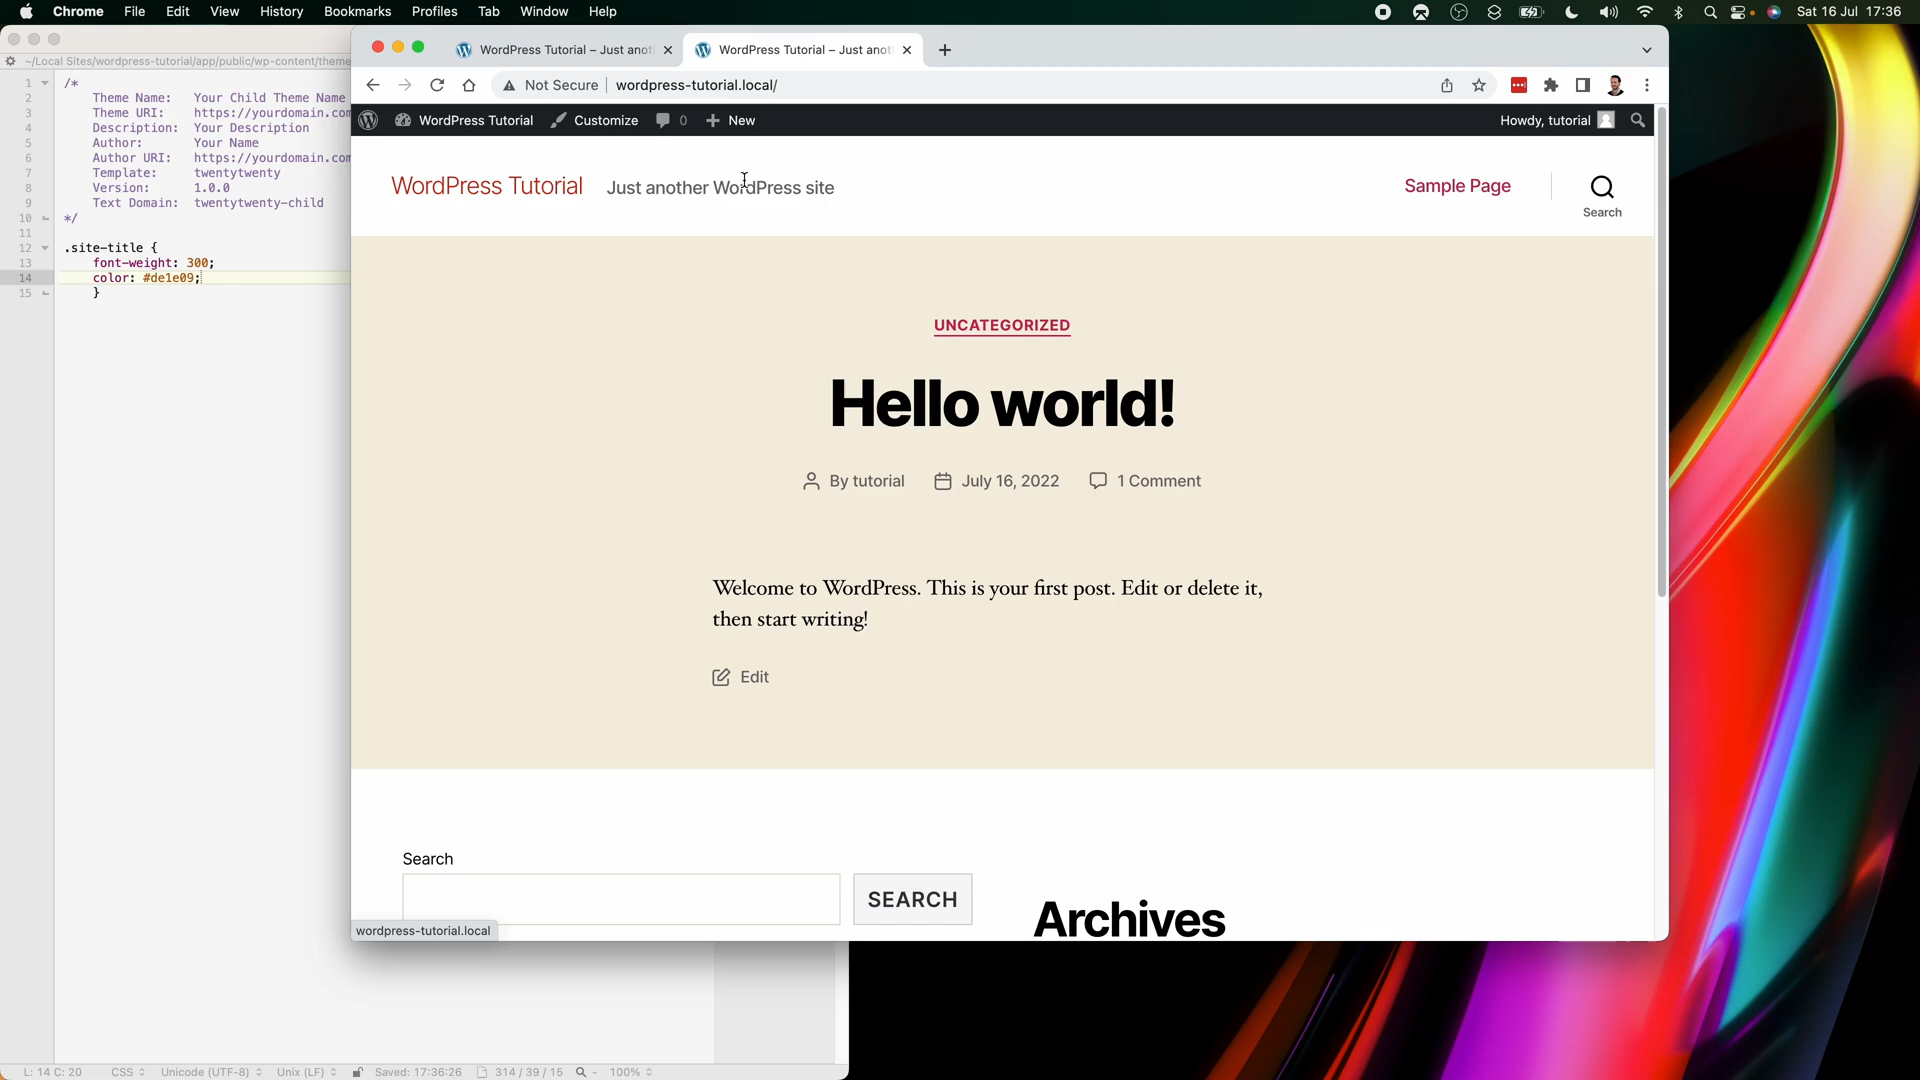 Chrome File Edit View History Bookmarks Profiles Tab Window Help Sat 16 Jul 17:36
~/Local Sites/wordpress-tutorial/app/public/wp-content/theme
1 /*
2 Theme Name: Your Child Theme Name
3 Theme URI: https://yourdomain.com
4 Description: Your Description
5 Author: Your Name
6 Author URI: https://yourdomain.com
7 Template: twentytwenty
8 Version: 1.0.0
9 Text Domain: twentytwenty-child
10 */
11
12 .site-title {
13 font-weight: 300;
14 color: #de1e09;
15 }
L: 14 C: 20 CSS Unicode (UTF-8) Unix (LF) Saved: 17:36:26 314 / 39 / 15 100%
WordPress Tutorial – Just anot WordPress Tutorial – Just anot
Not Secure wordpress-tutorial.local/
WordPress Tutorial Customize 0 New Howdy, tutorial
WordPress Tutorial Just another WordPress site Sample Page
Search
UNCATEGORIZED
Hello world!
By tutorial July 16, 2022 1 Comment
Welcome to WordPress. This is your first post. Edit or delete it,
then start writing!
Edit
Search
SEARCH
Archives
wordpress-tutorial.local